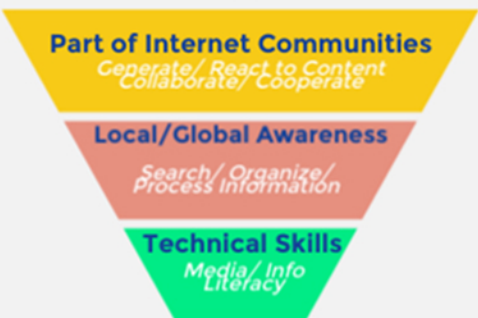 Part of Internet Communities
Generate/ React to Content
Collaborate/ Cooperate
Local/Global Awareness
Search/ Organize/
Process Information
Technical Skills
Media/ Info
Literacy